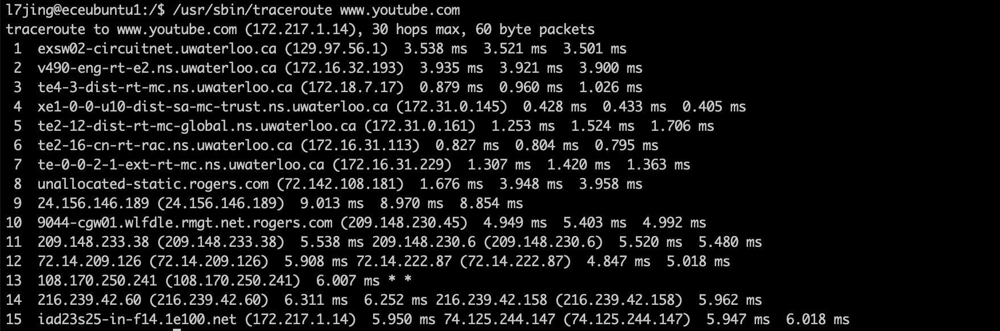 l7jing@eceubuntu1:/$ /usr/sbin/traceroute www.youtube.com
traceroute to www.youtube.com (172.217.1.14), 30 hops max, 60 byte packets
 1  exsw02-circuitnet.uwaterloo.ca (129.97.56.1)  3.538 ms  3.521 ms  3.501 ms
 2  v490-eng-rt-e2.ns.uwaterloo.ca (172.16.32.193)  3.935 ms  3.921 ms  3.900 ms
 3  te4-3-dist-rt-mc.ns.uwaterloo.ca (172.18.7.17)  0.879 ms  0.960 ms  1.026 ms
 4  xe1-0-0-u10-dist-sa-mc-trust.ns.uwaterloo.ca (172.31.0.145)  0.428 ms  0.433 ms  0.405 ms
 5  te2-12-dist-rt-mc-global.ns.uwaterloo.ca (172.31.0.161)  1.253 ms  1.524 ms  1.706 ms
 6  te2-16-cn-rt-rac.ns.uwaterloo.ca (172.16.31.113)  0.827 ms  0.804 ms  0.795 ms
 7  te-0-0-2-1-ext-rt-mc.ns.uwaterloo.ca (172.16.31.229)  1.307 ms  1.420 ms  1.363 ms
 8  unallocated-static.rogers.com (72.142.108.181)  1.676 ms  3.948 ms  3.958 ms
 9  24.156.146.189 (24.156.146.189)  9.013 ms  8.970 ms  8.854 ms
10  9044-cgw01.wlfdle.rmgt.net.rogers.com (209.148.230.45)  4.949 ms  5.403 ms  4.992 ms
11  209.148.233.38 (209.148.233.38)  5.538 ms 209.148.230.6 (209.148.230.6)  5.520 ms  5.480 ms
12  72.14.209.126 (72.14.209.126)  5.908 ms 72.14.222.87 (72.14.222.87)  4.847 ms  5.018 ms
13  108.170.250.241 (108.170.250.241)  6.007 ms * *
14  216.239.42.60 (216.239.42.60)  6.311 ms  6.252 ms 216.239.42.158 (216.239.42.158)  5.962 ms
15  iad23s25-in-f14.1e100.net (172.217.1.14)  5.950 ms 74.125.244.147 (74.125.244.147)  5.947 ms  6.018 ms